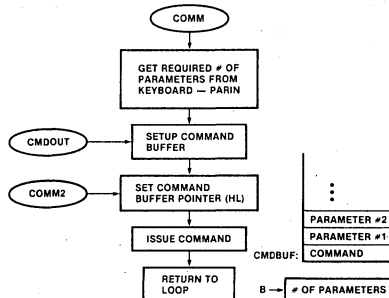 COMM
GET REQUIRED # OF
PARAMETERS FROM
KEYBOARD — PARIN
CMDOUT
SETUP COMMAND
BUFFER
COMM2
SET COMMAND
BUFFER POINTER (HL)
ISSUE COMMAND
RETURN TO
LOOP
PARAMETER #2
PARAMETER #1
CMDBUF: COMMAND
B → # OF PARAMETERS